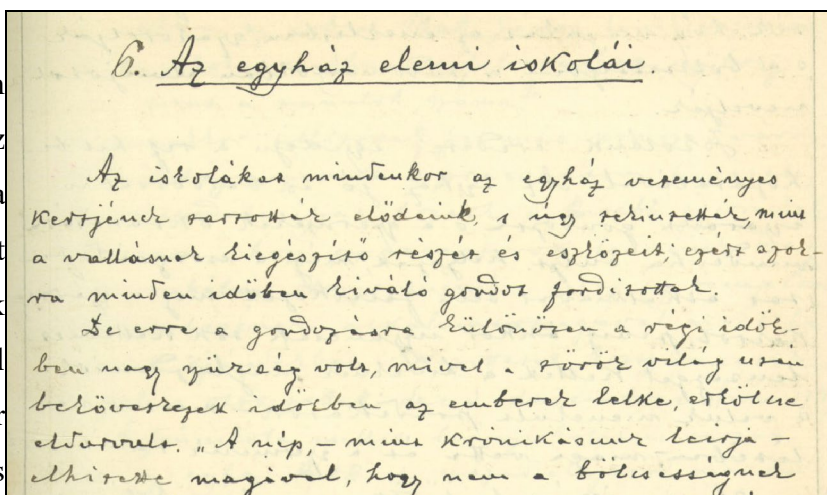 6. Az egyház elemi iskolái.
Az iskolákat mindenkor az egyház veteményes
kertjének tartották elődeink s úgy tekintették, mint
a vallásnak kiegészítő részét és eszközeit; ezért azok-
ra minden időben kiváló gondot fordítottak.
De erre a gondozásra különösen a régi idők-
ben nagy szükség volt, mivel a török világ után
bekövetkezett időkben az emberek lelke, erkölcse
eldurvult. „A nép, – mint krónikásunk leírja –
elhitette magával, hogy nem a bölcsességnek
a
z
a
t
k
l
r
s